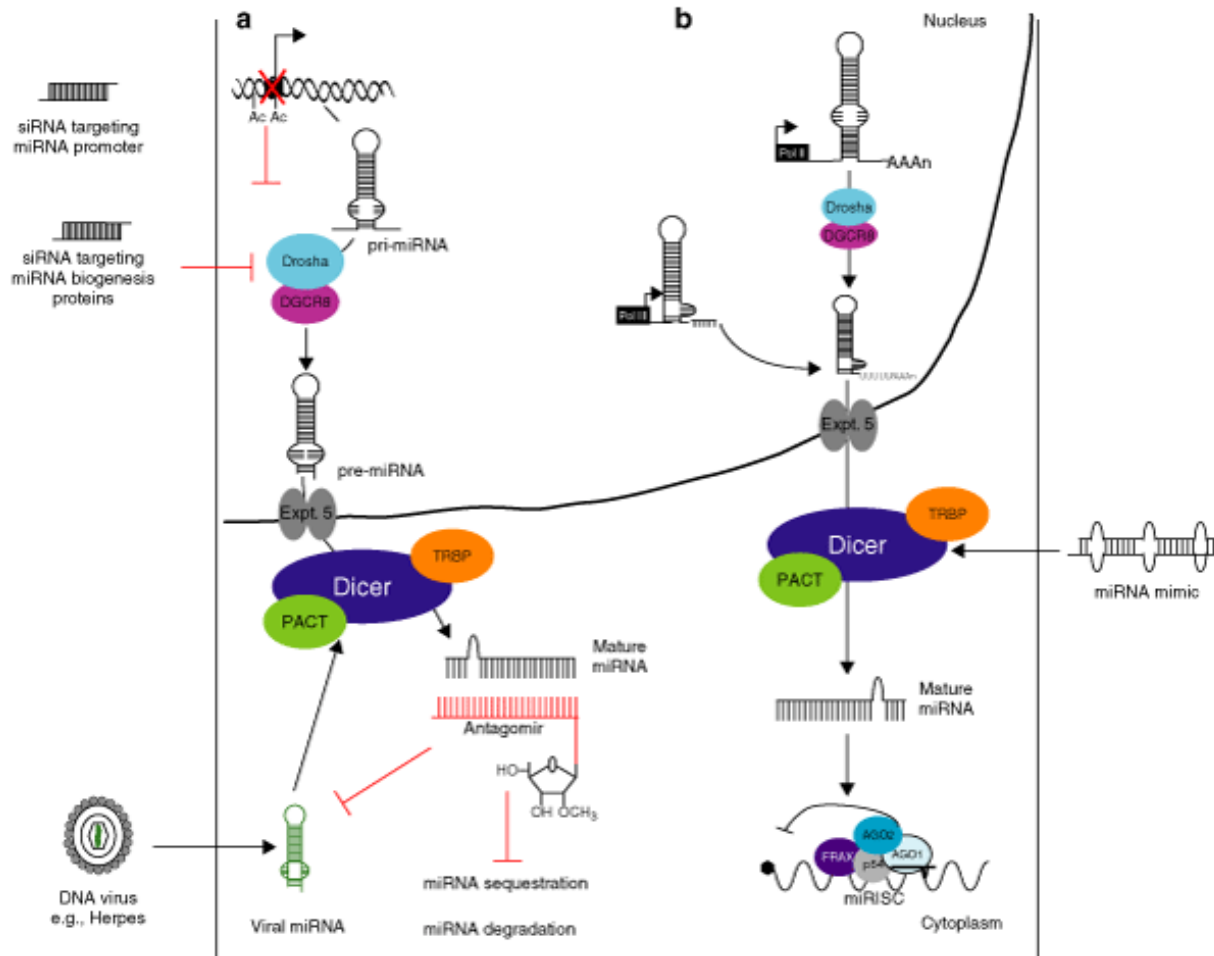 a
Ac Ac
siRNA targeting
miRNA promoter
pri-miRNA
siRNA targeting
miRNA biogenesis
proteins
Drosha
DGCR8
pre-miRNA
Expt. 5
TRBP
Dicer
PACT
Mature
miRNA
Antagomir
HO
OH OCH₃
DNA virus
e.g., Herpes
Viral miRNA
miRNA sequestration
miRNA degradation
b
Nucleus
Pol II
AAAn
Drosha
DGCR8
Pol III
UUUUUAAAn
Expt. 5
TRBP
Dicer
PACT
miRNA mimic
Mature
miRNA
AGO2
FRAX
p54
AGO1
miRISC
Cytoplasm